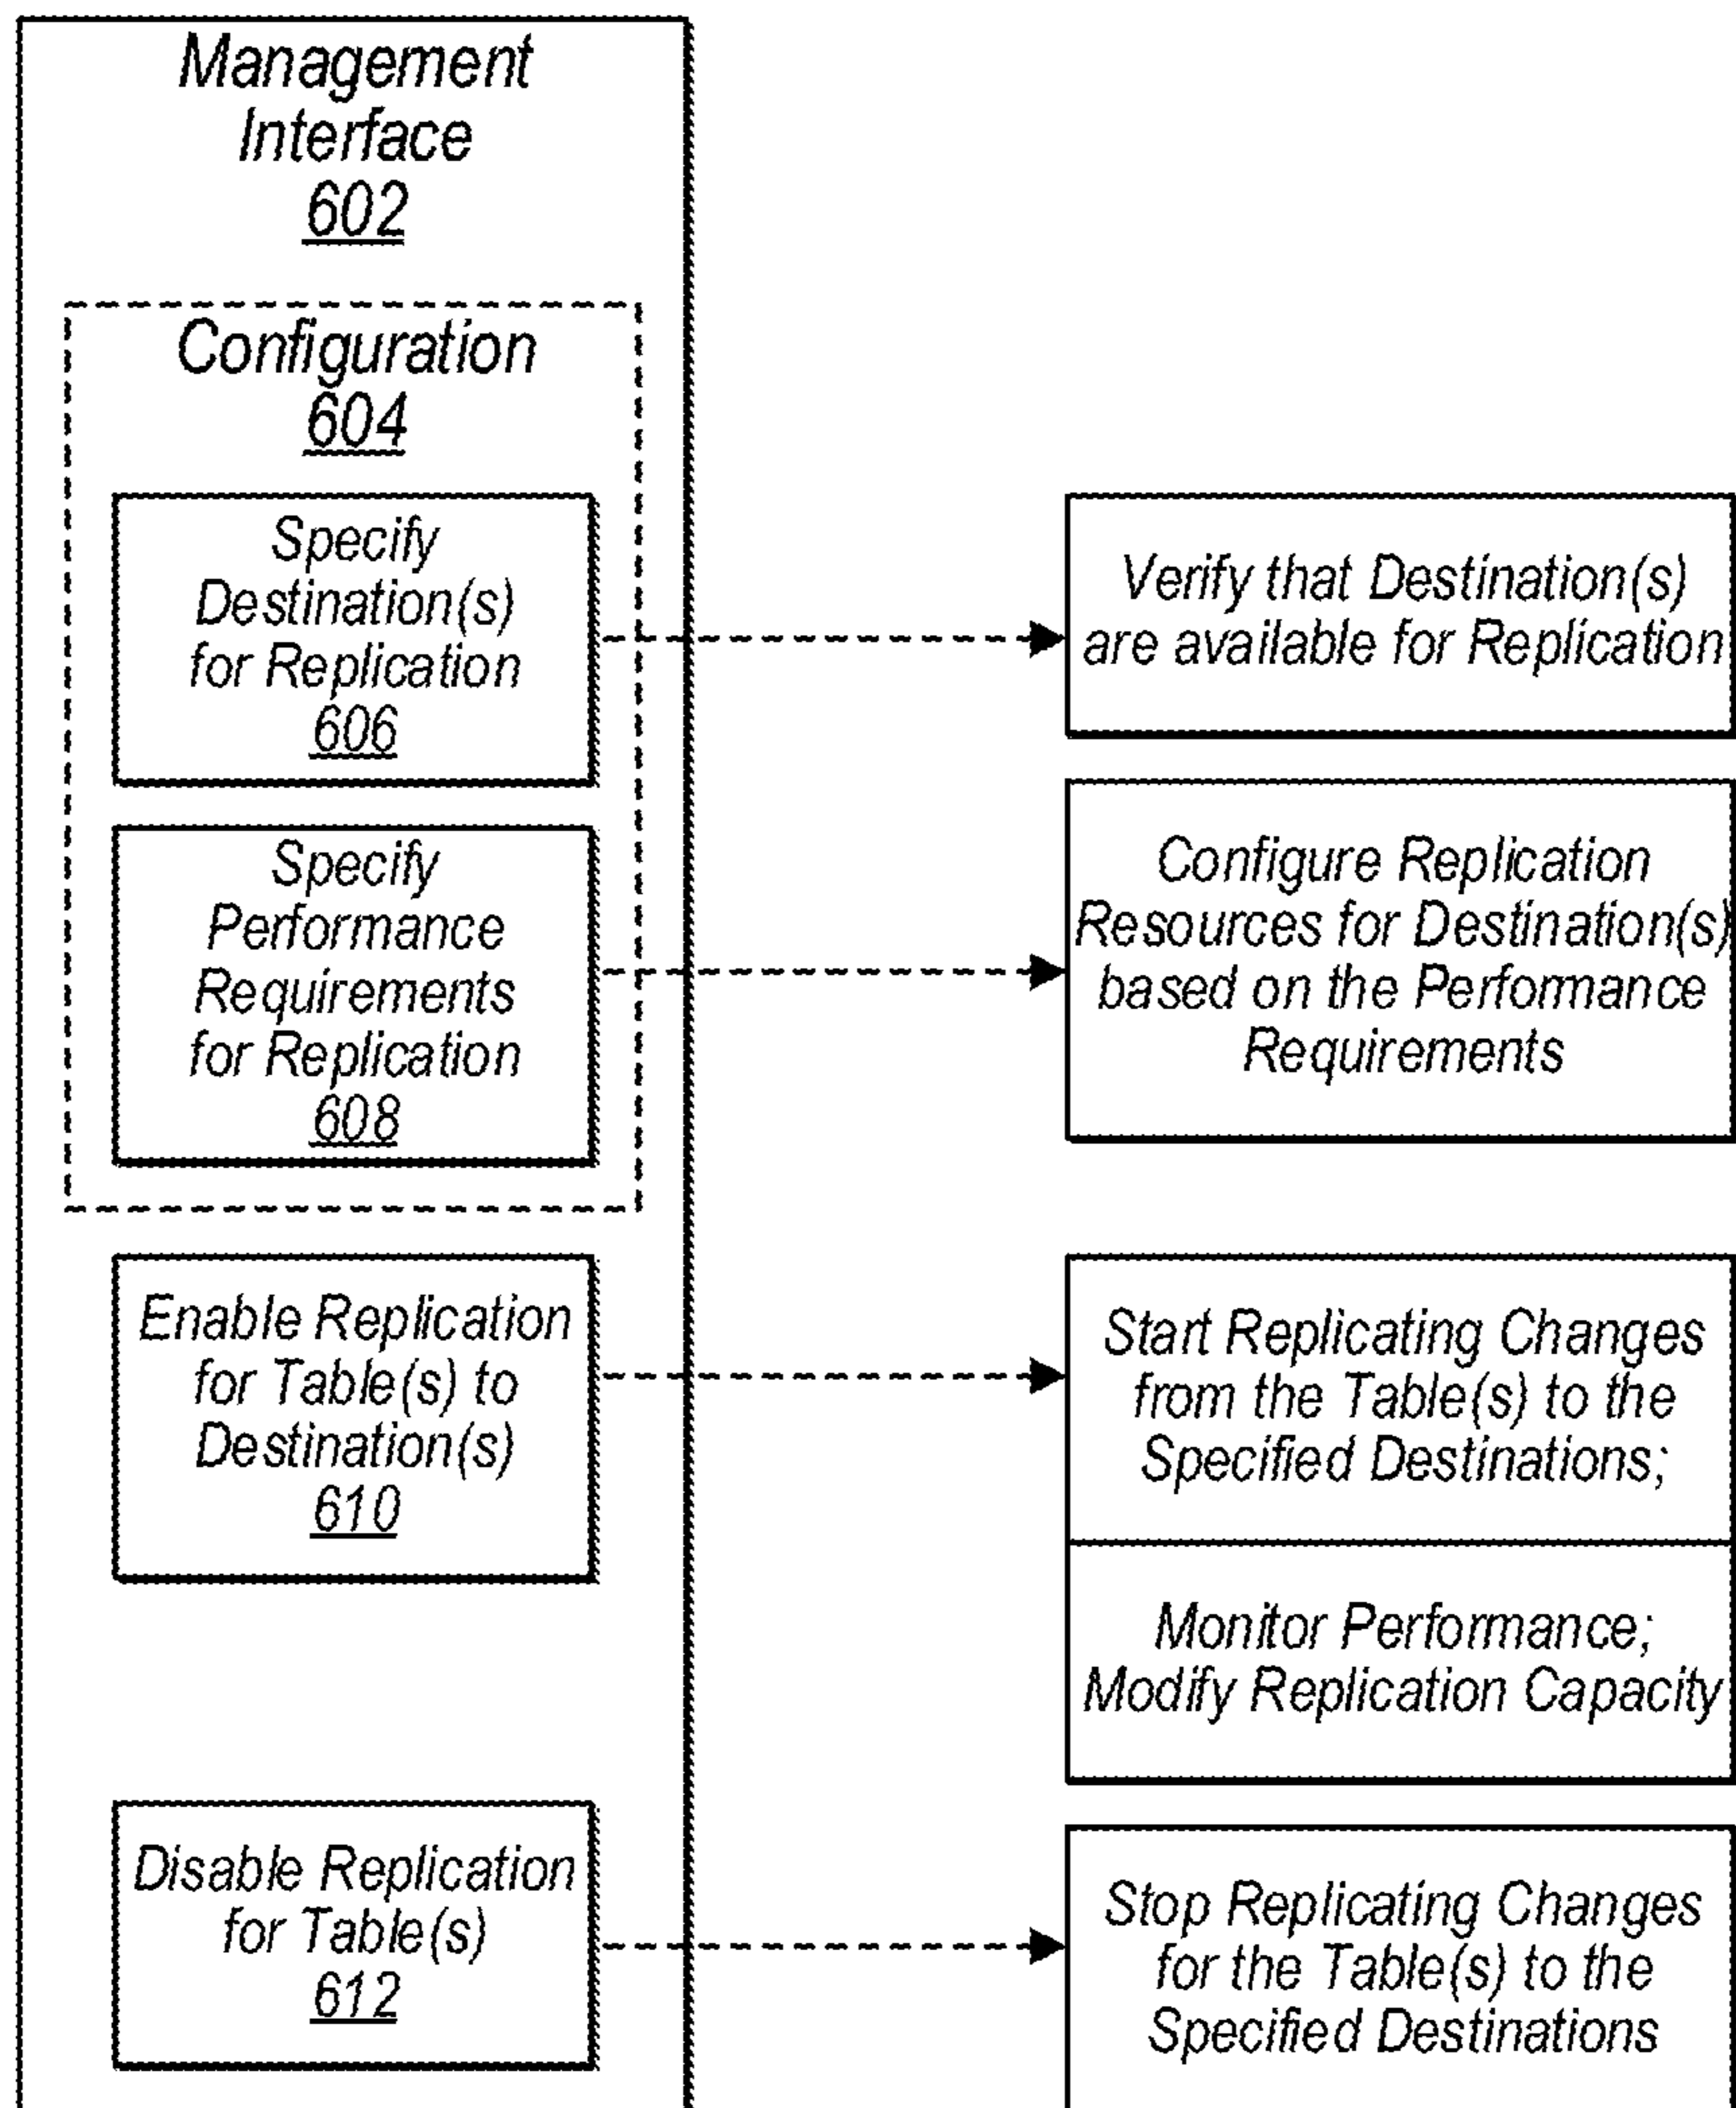 Management
Interface
602
Configuration
604
Specify
Destination(s)
for Replication
606
Verify that Destination(s)
are available for Replication
Specify
Performance
Requirements
for Replication
608
Configure Replication
Resources for Destination(s)
based on the Performance
Requirements
Enable Replication
for Table(s) to
Destination(s)
610
Start Replicating Changes
from the Table(s) to the
Specified Destinations;
Monitor Performance;
Modify Replication Capacity
Disable Replication
for Table(s)
612
Stop Replicating Changes
for the Table(s) to the
Specified Destinations